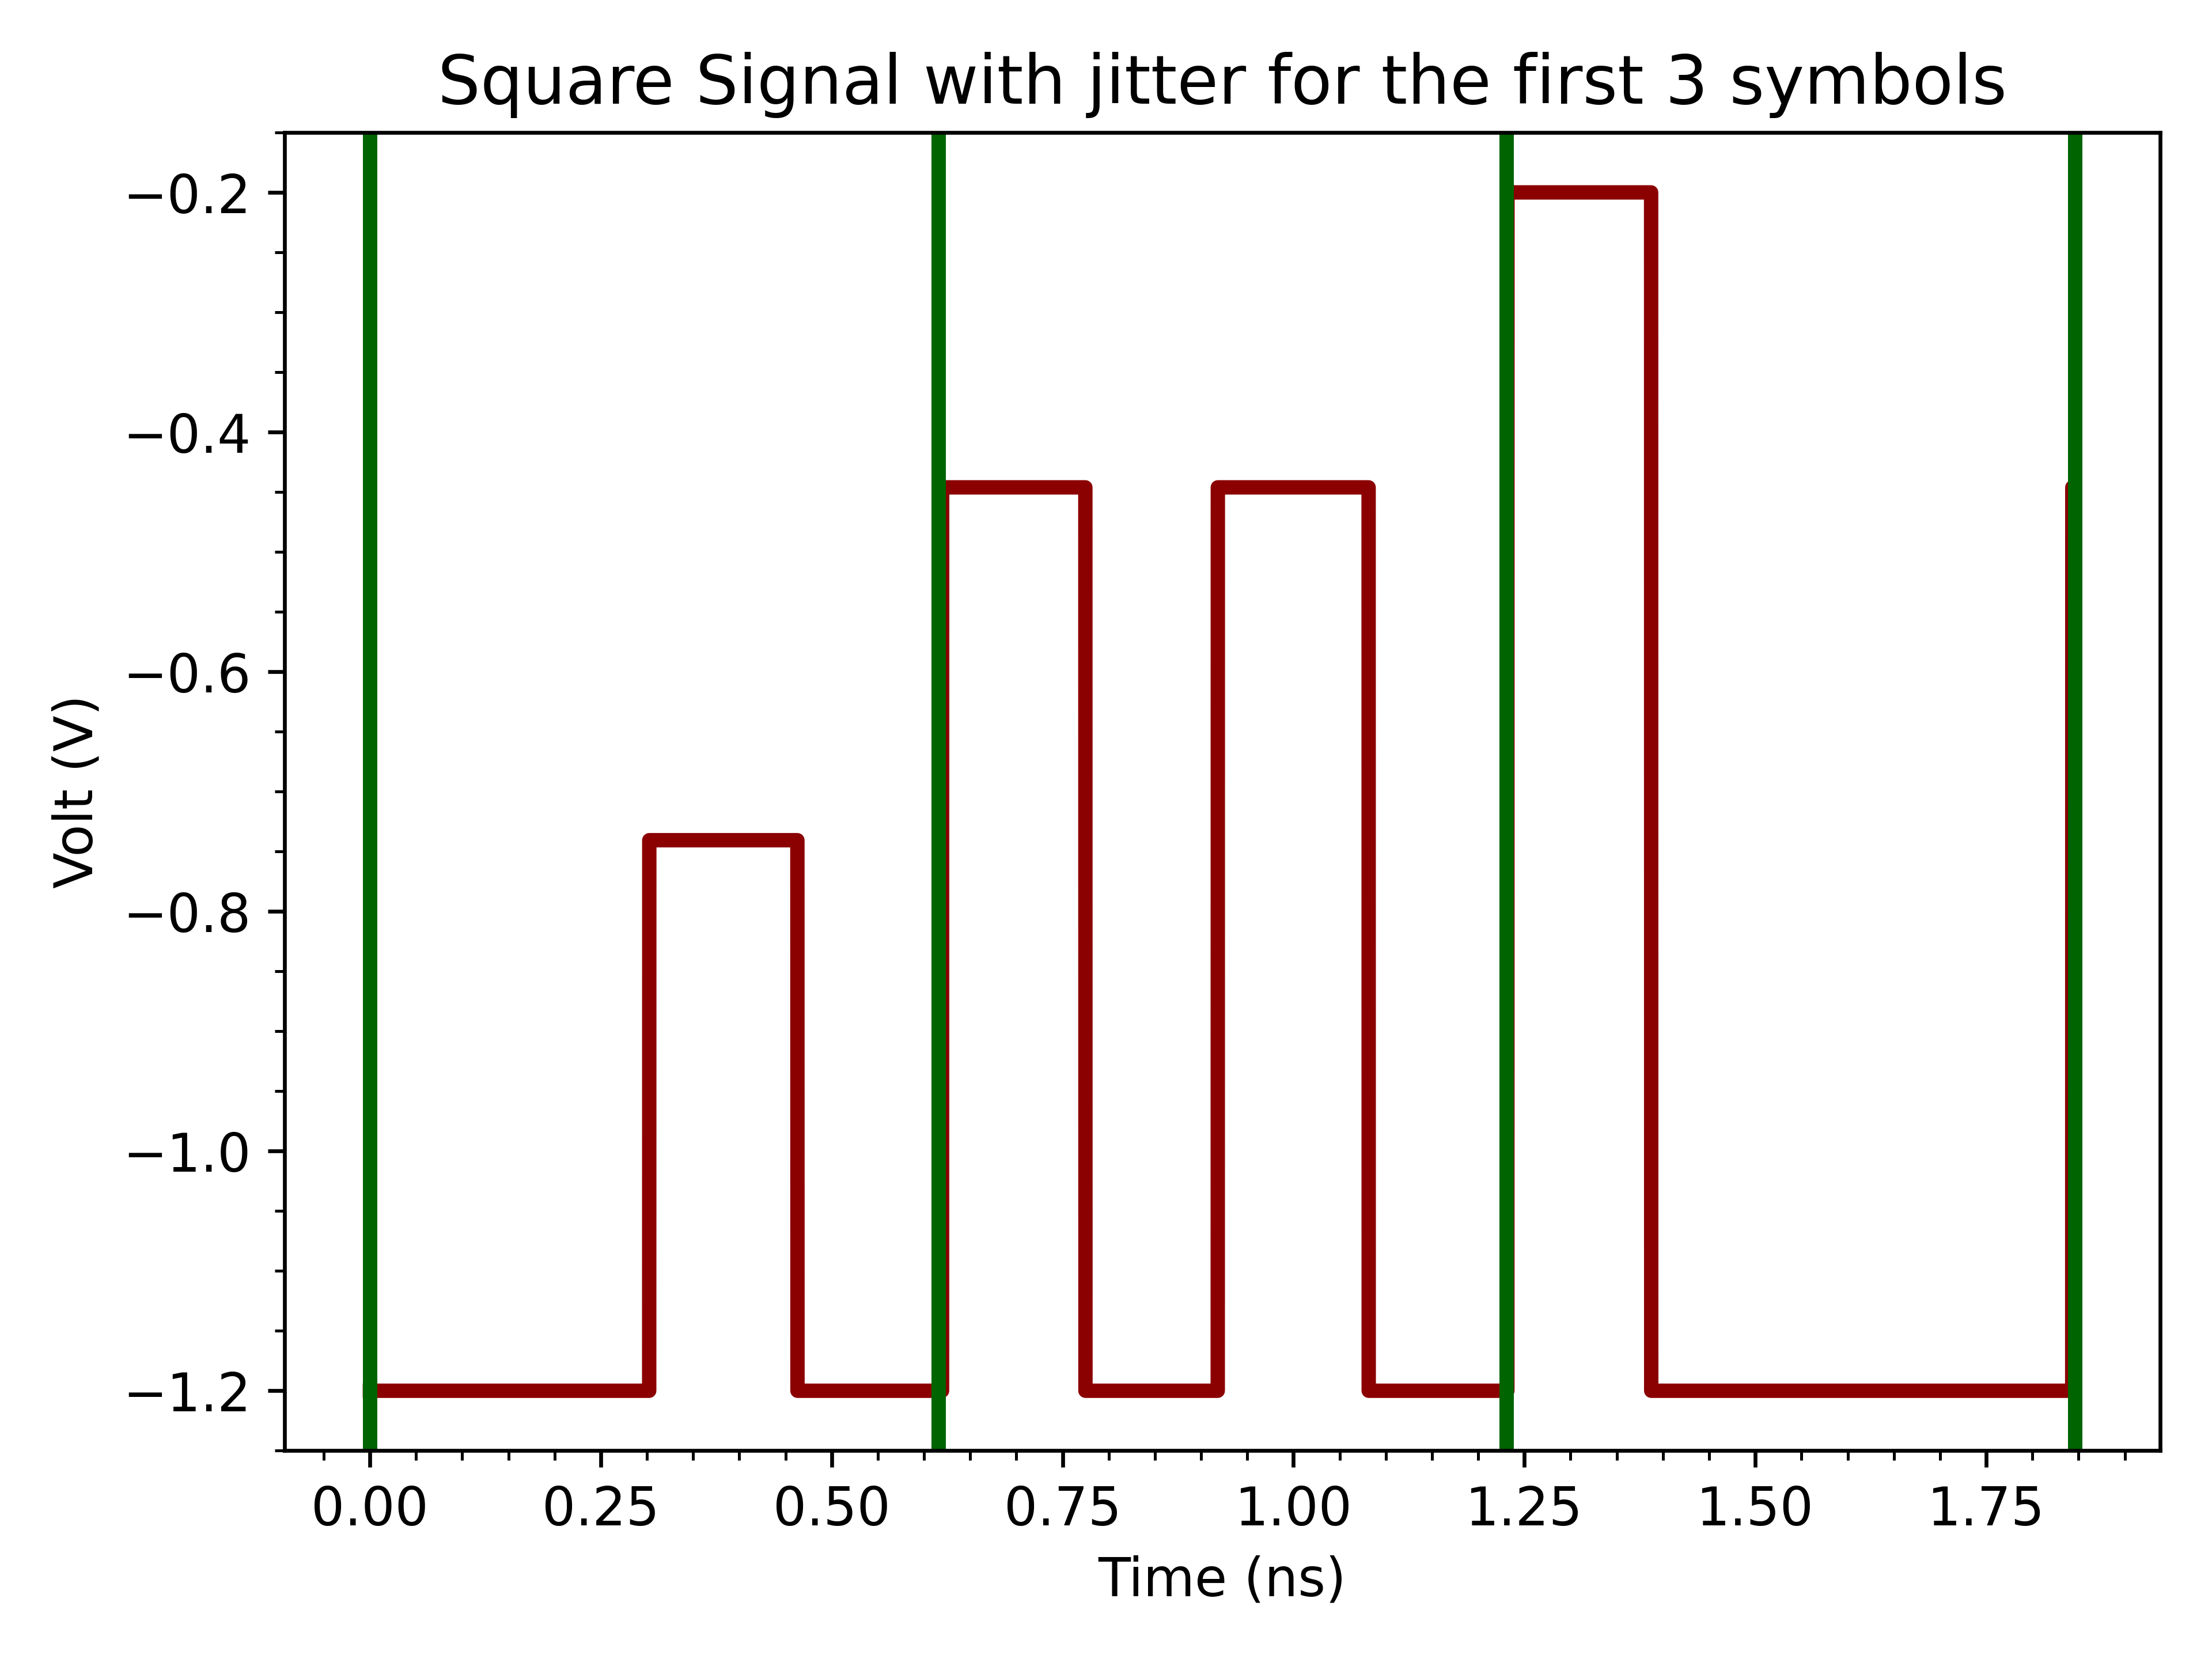 Square Signal with jitter for the first 3 symbols
−0.2
−0.4
−0.6
−0.8
−1.0
−1.2
Volt (V)
0.00 0.25 0.50 0.75 1.00 1.25 1.50 1.75
Time (ns)